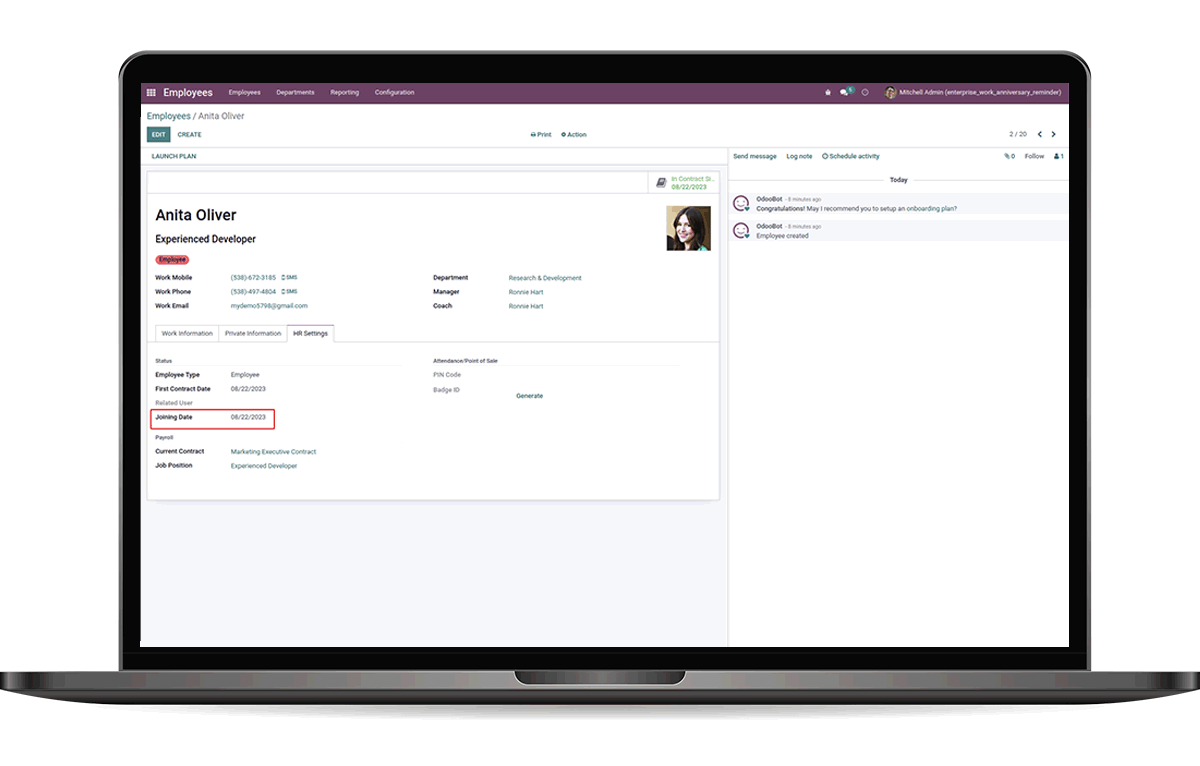 Employees Employees Departments Reporting Configuration 5 Mitchell Admin (enterprise_work_anniversary_reminder)
Employees / Anita Oliver
EDIT CREATE Print Action 2 / 20
LAUNCH PLAN Send message Log note Schedule activity 0 Follow 1
In Contract Si...
08/22/2023
Today
OdooBot - 8 minutes ago
Congratulations! May I recommend you to setup an onboarding plan?
OdooBot - 8 minutes ago
Employee created
Anita Oliver
Experienced Developer
Employee
Work Mobile (538)-672-3185 SMS
Work Phone (538)-497-4804 SMS
Work Email mydemo5798@gmail.com
Department Research & Development
Manager Ronnie Hart
Coach Ronnie Hart
Work Information Private Information HR Settings
Status
Employee Type Employee
First Contract Date 08/22/2023
Related User
Joining Date 08/22/2023
Attendance/Point of Sale
PIN Code
Badge ID
Generate
Payroll
Current Contract Marketing Executive Contract
Job Position Experienced Developer